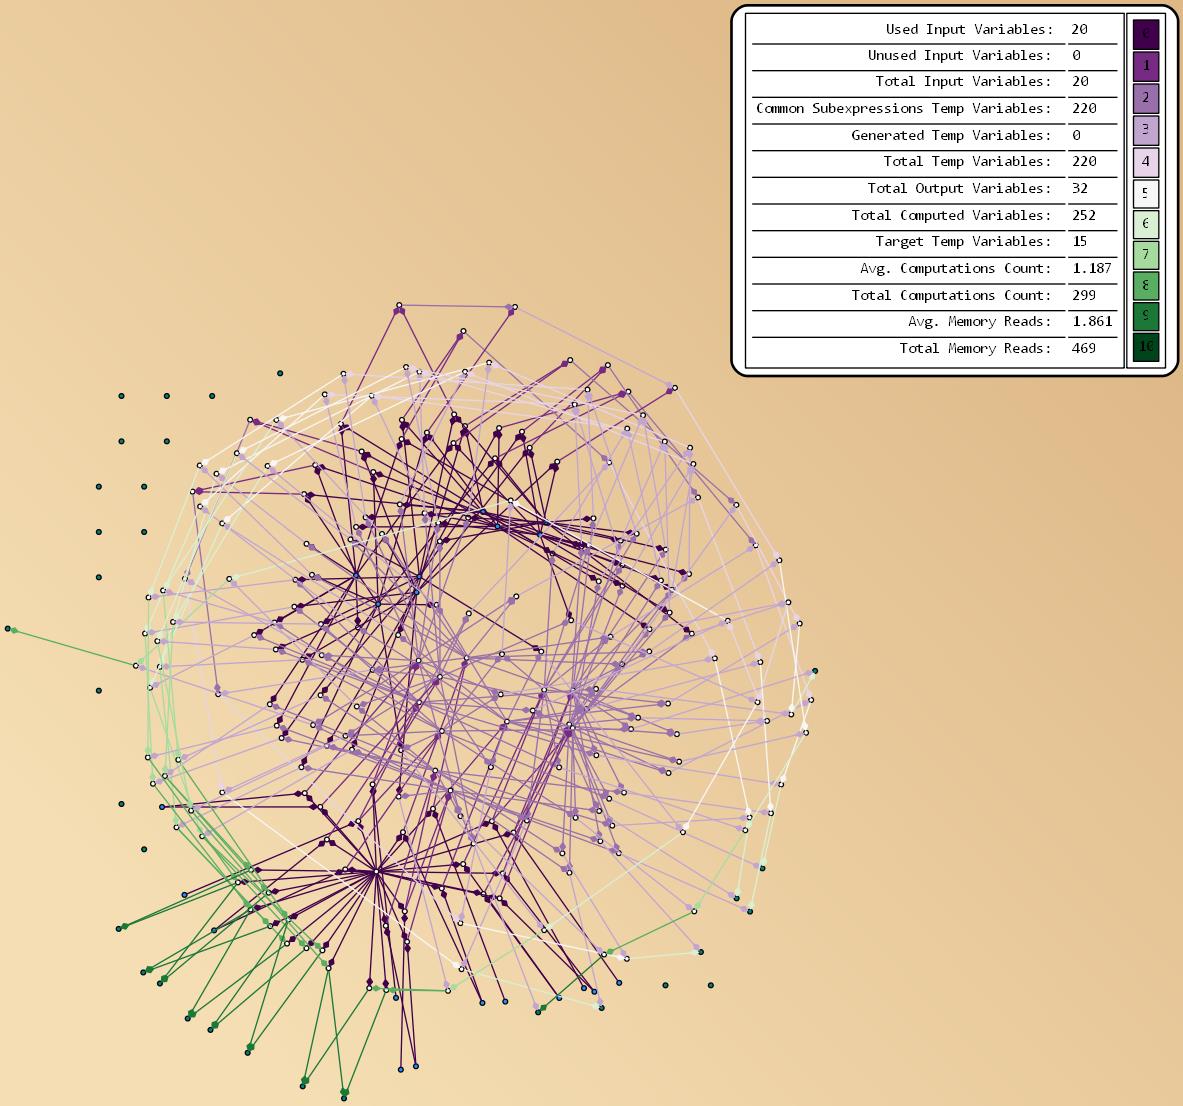 Used Input Variables: 20
Unused Input Variables: 0
Total Input Variables: 20
Common Subexpressions Temp Variables: 220
Generated Temp Variables: 0
Total Temp Variables: 220
Total Output Variables: 32
Total Computed Variables: 252
Target Temp Variables: 15
Avg. Computations Count: 1.187
Total Computations Count: 299
Avg. Memory Reads: 1.861
Total Memory Reads: 469
0
1
2
3
4
5
6
7
8
9
10